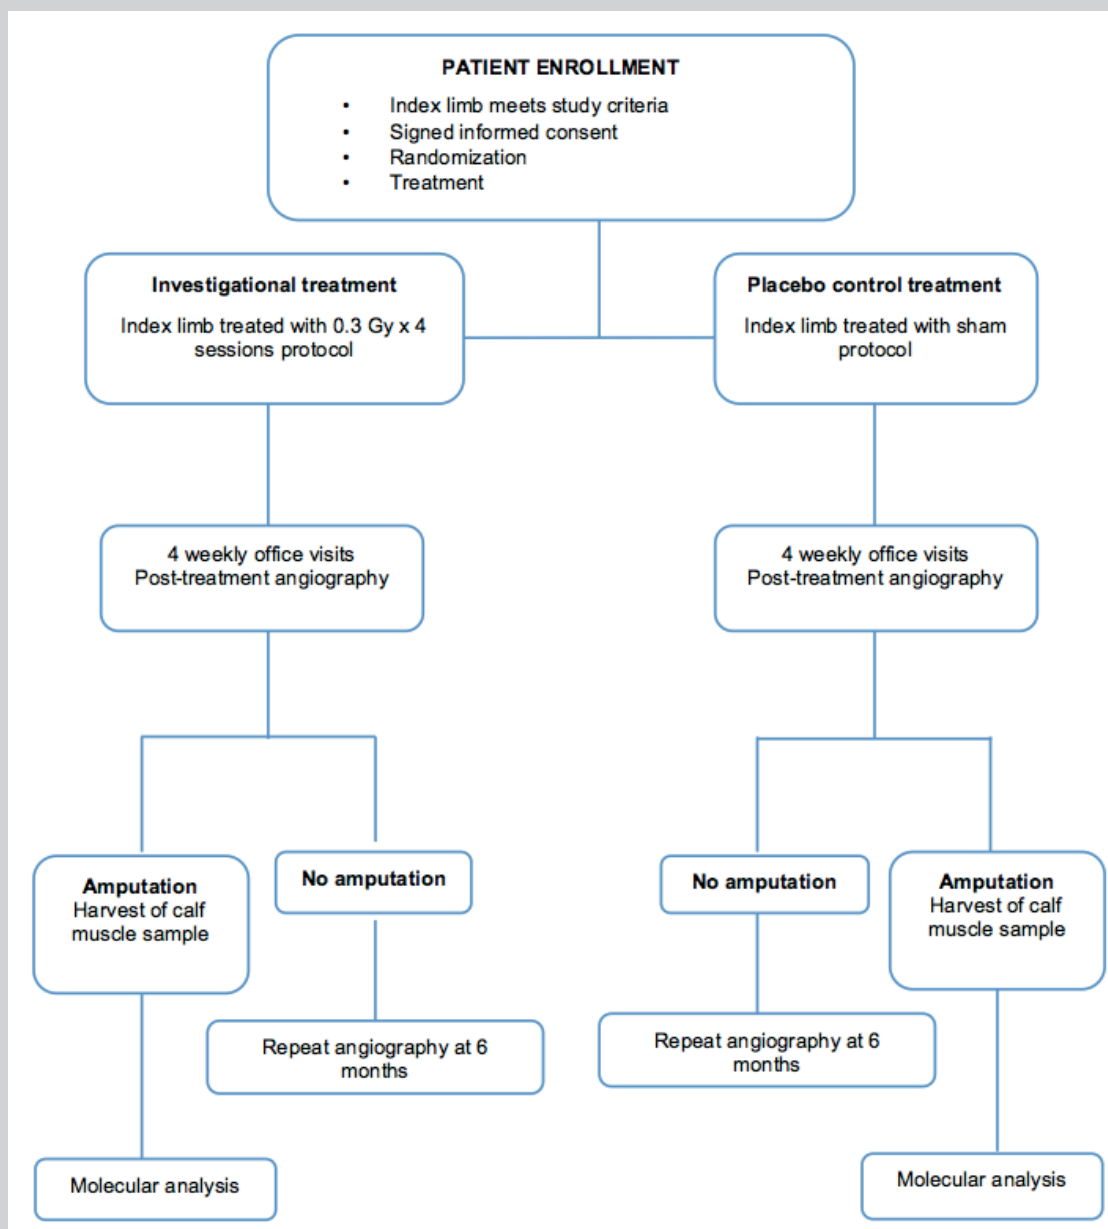 PATIENT ENROLLMENT
• Index limb meets study criteria
• Signed informed consent
• Randomization
• Treatment
Investigational treatment
Index limb treated with 0.3 Gy x 4
sessions protocol
Placebo control treatment
Index limb treated with sham
protocol
4 weekly office visits
Post-treatment angiography
4 weekly office visits
Post-treatment angiography
Amputation
Harvest of calf
muscle sample
No amputation
No amputation
Amputation
Harvest of calf
muscle sample
Repeat angiography at 6
months
Repeat angiography at 6
months
Molecular analysis
Molecular analysis